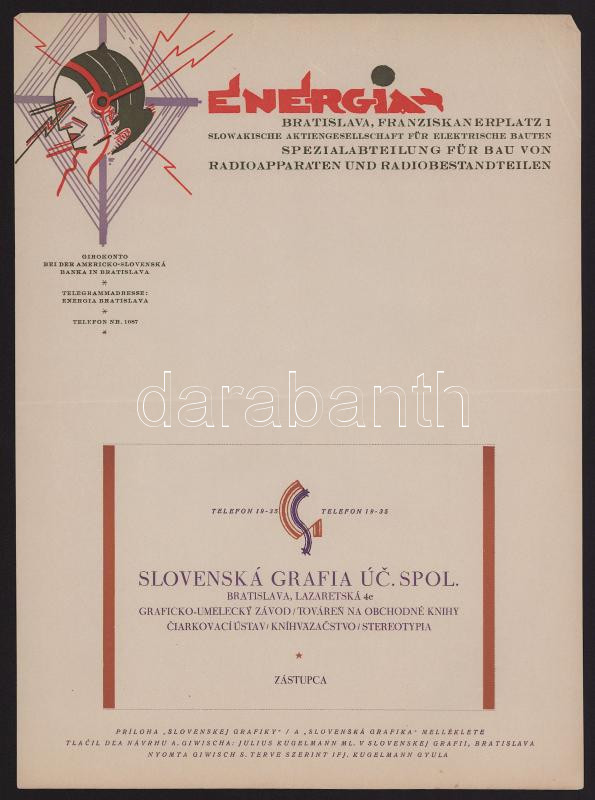 ENERGIA
BRATISLAVA, FRANZISKANERPLATZ 1
SLOWAKISCHE AKTIENGESELLSCHAFT FÜR ELEKTRISCHE BAUTEN
SPEZIALABTEILUNG FÜR BAU VON
RADIOAPPARATEN UND RADIOBESTANDTEILEN
GIROKONTO
BEI DER AMERICKO-SLOVENSKÁ
BANKA IN BRATISLAVA
TELEGRAMMADRESSE:
ENERGIA BRATISLAVA
TELEFON NR. 1087
darabanth
TELEFON 19-35 TELEFON 19-35
SLOVENSKÁ GRAFIA ÚČ. SPOL.
BRATISLAVA, LAZARETSKÁ 4c
GRAFICKO-UMELECKÝ ZÁVOD / TOVÁREŇ NA OBCHODNÉ KNIHY
ČIARKOVACÍ ÚSTAV / KNÍHVÄZAČSTVO / STEREOTYPIA
ZÁSTUPCA
PRÍLOHA „SLOVENSKEJ GRAFIKY“ / A „SLOVENSKÁ GRAFIKA“ MELLÉKLETE
TLAČIL DĽA NÁVRHU A. GIWISCHA: JULIUS KUGELMANN ML. V SLOVENSKEJ GRAFII, BRATISLAVA
NYOMTA GIWISCH S. TERVE SZERINT IFJ. KUGELMANN GYULA